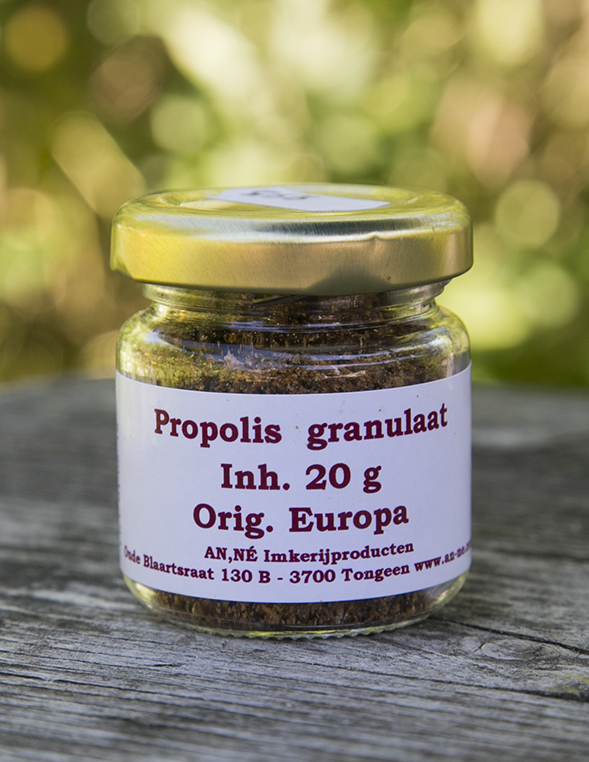 Propolis granulaat
Inh. 20 g
Orig. Europa
AN,NÉ Imkerijproducten
Oude Blaartsraat 130 B - 3700 Tongeen